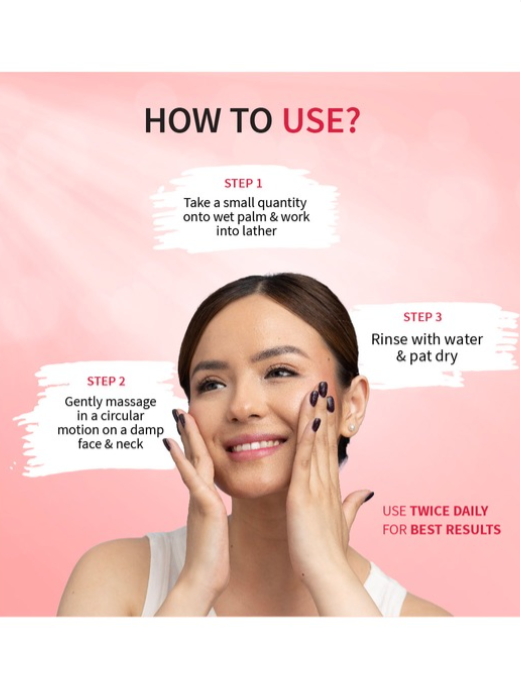 HOW TO USE?
STEP 1
Take a small quantity
onto wet palm & work
into lather
STEP 2
Gently massage
in a circular
motion on a damp
face & neck
STEP 3
Rinse with water
& pat dry
USE TWICE DAILY
FOR BEST RESULTS